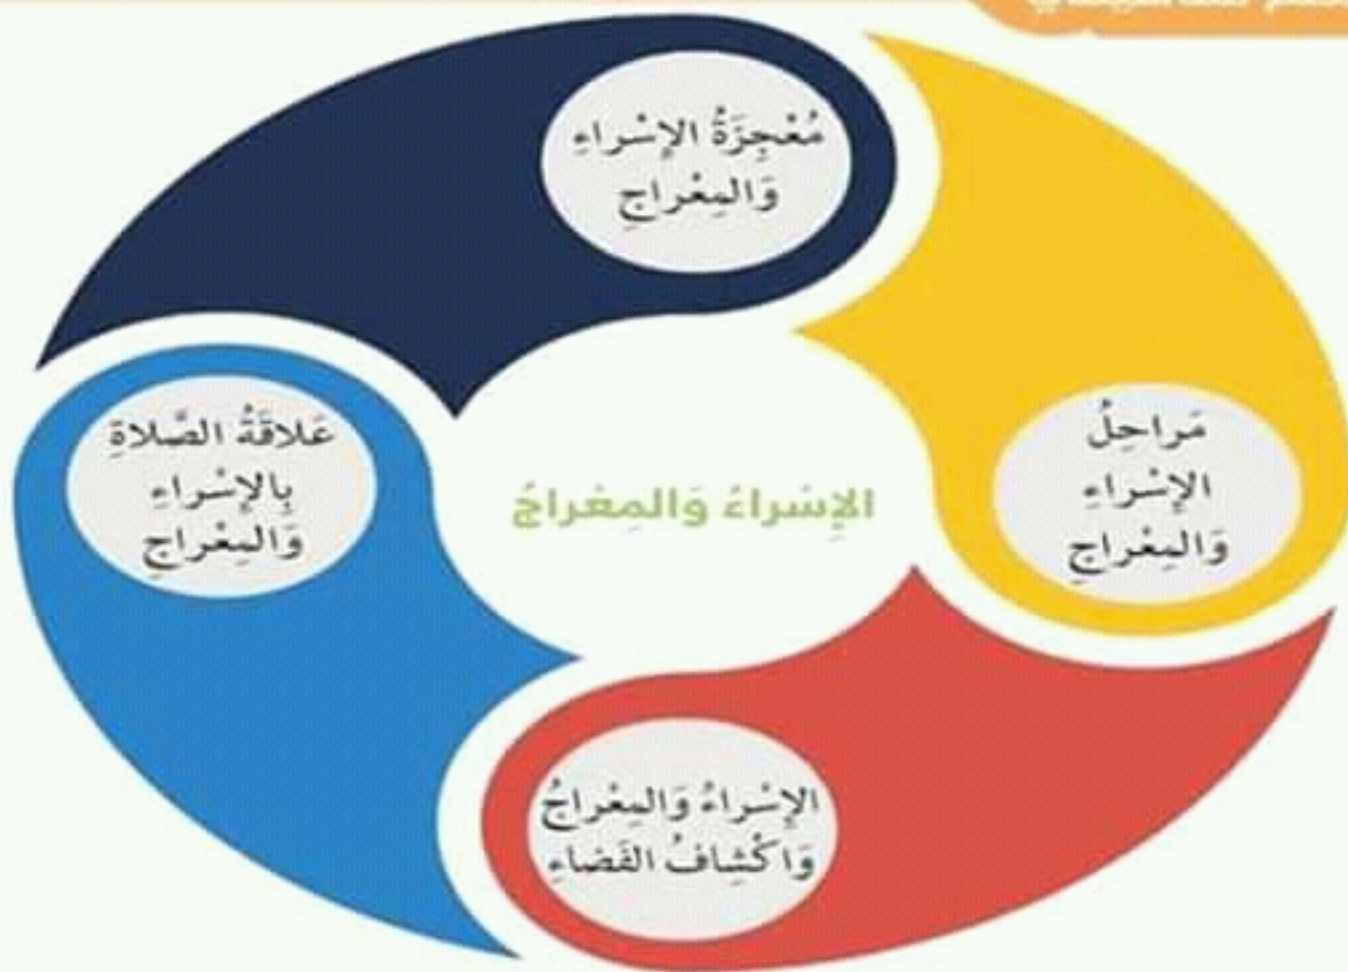 مُعْجِزَةُ الإِسْراءِ
وَالمِعْراجِ
مَراحِلُ
الإِسْراءِ
وَالمِعْراجِ
الإِسْراءُ وَالمِعْراجُ
عَلاقَةُ الصَّلاةِ
بِالإِسْراءِ
وَالمِعْراجِ
الإِسْراءُ وَالمِعْراجُ
وَاكْشِافُ الفَضاءِ